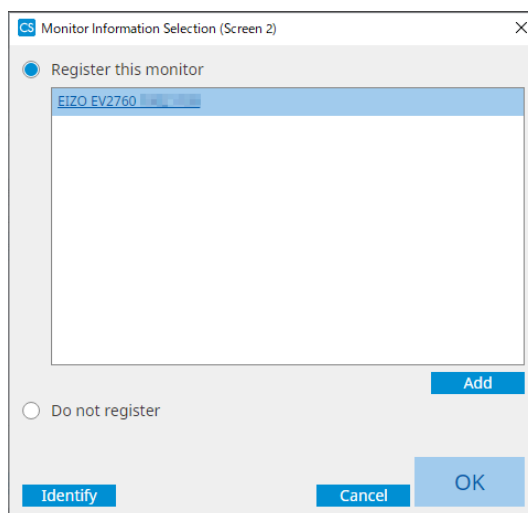 CS Monitor Information Selection (Screen 2)
Register this monitor
EIZO EV2760
Add
Do not register
OK
Identify
Cancel